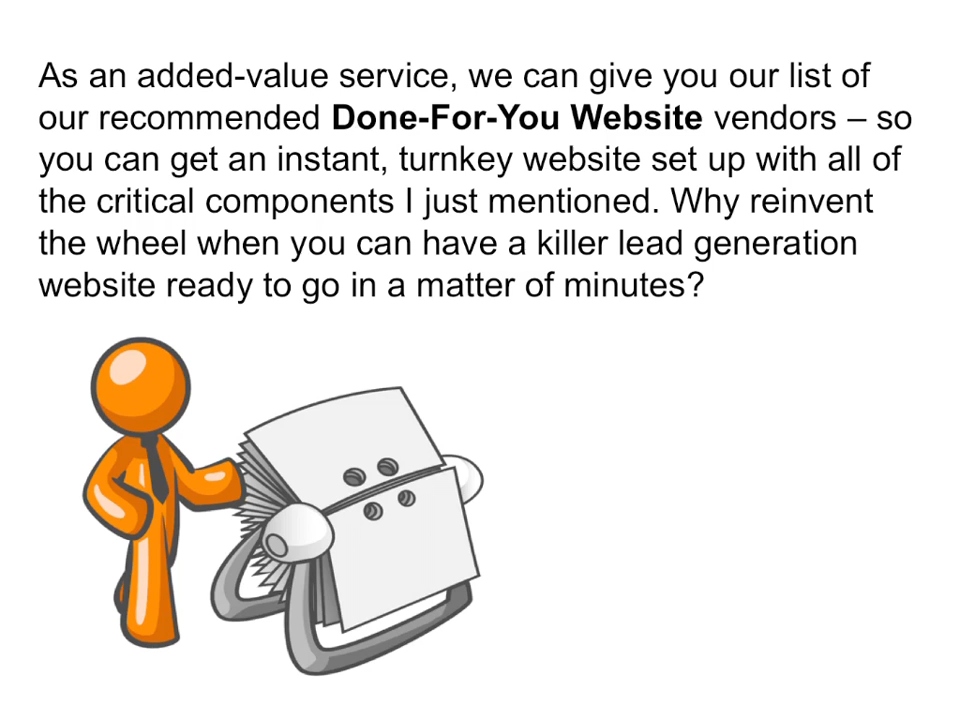 As an added-value service, we can give you our list of
our recommended Done-For-You Website vendors – so
you can get an instant, turnkey website set up with all of
the critical components I just mentioned. Why reinvent
the wheel when you can have a killer lead generation
website ready to go in a matter of minutes?